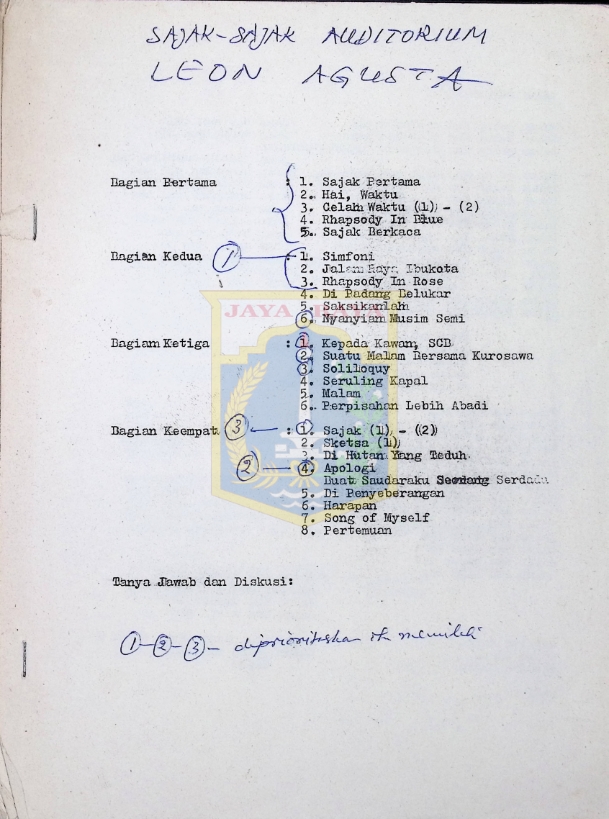 SAJAK-SAJAK AUDITORIUM
LEON AGUSTA
Bagian Pertama : 1. Sajak Pertama
2. Hai, Waktu
3. Celah Waktu (1) - (2)
4. Rhapsody In Blue
5. Sajak Berkaca
Bagian Kedua 1 : 1. Simfoni
2. Jalan Raya Ibukota
3. Rhapsody In Rose
4. Di Padang Belukar
5. Saksikanlah
6. Nyanyian Musim Semi
JAYA RAYA
Bagian Ketiga : 1. Kepada Kawan, SCB
2. Suatu Malam Bersama Kurosawa
3. Soliloquy
4. Seruling Kapal
5. Malam
6. Perpisahan Lebih Abadi
Bagian Keempat 3 : 1. Sajak (1) - (2)
2. Sketsa (1)
3. Di Hutan Yang Teduh
2 4. Apologi
Buat Saudaraku Seorang Serdadu
5. Di Penyeberangan
6. Harapan
7. Song of Myself
8. Pertemuan
Tanya Jawab dan Diskusi:
1-2-3- diprioritaskan